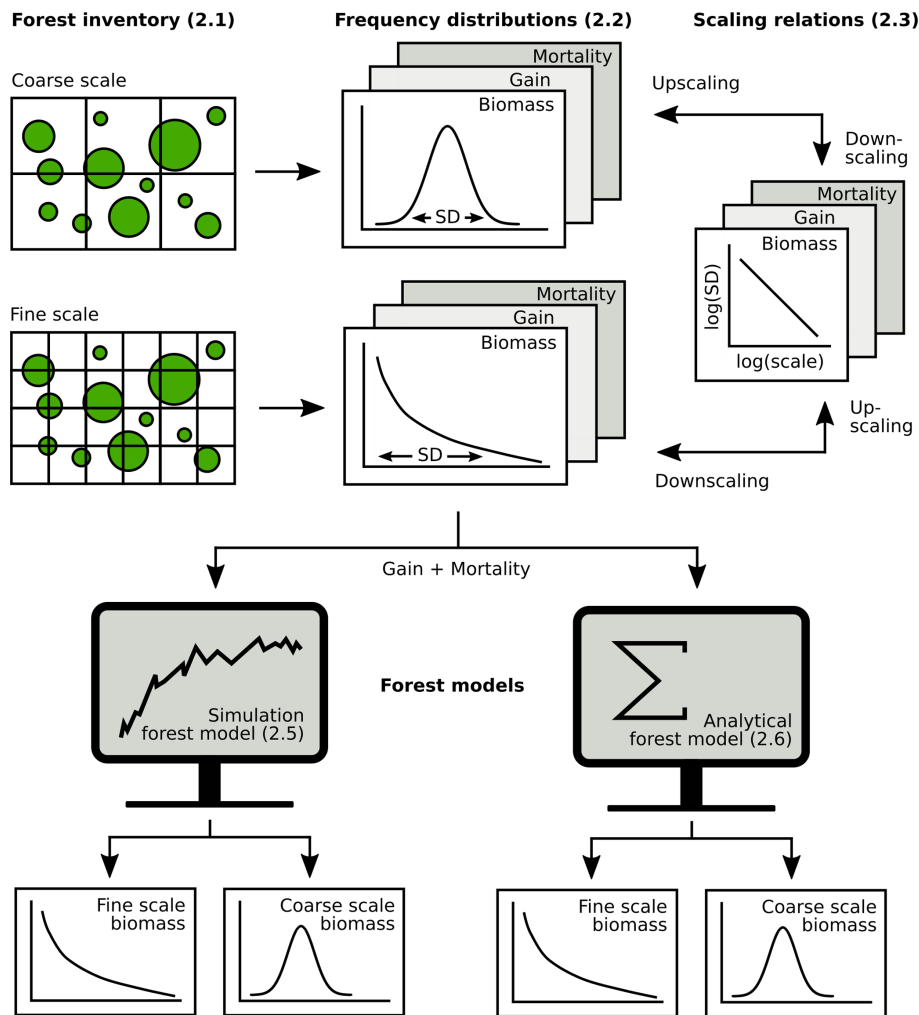 Forest inventory (2.1)
Frequency distributions (2.2)
Scaling relations (2.3)
Coarse scale
Mortality
Gain
Biomass
SD
Upscaling
Down-
scaling
Mortality
Gain
Biomass
log(SD)
log(scale)
Fine scale
Mortality
Gain
Biomass
SD
Up-
scaling
Downscaling
Gain + Mortality
Forest models
Simulation
forest model (2.5)
Analytical
forest model (2.6)
Fine scale
biomass
Coarse scale
biomass
Fine scale
biomass
Coarse scale
biomass